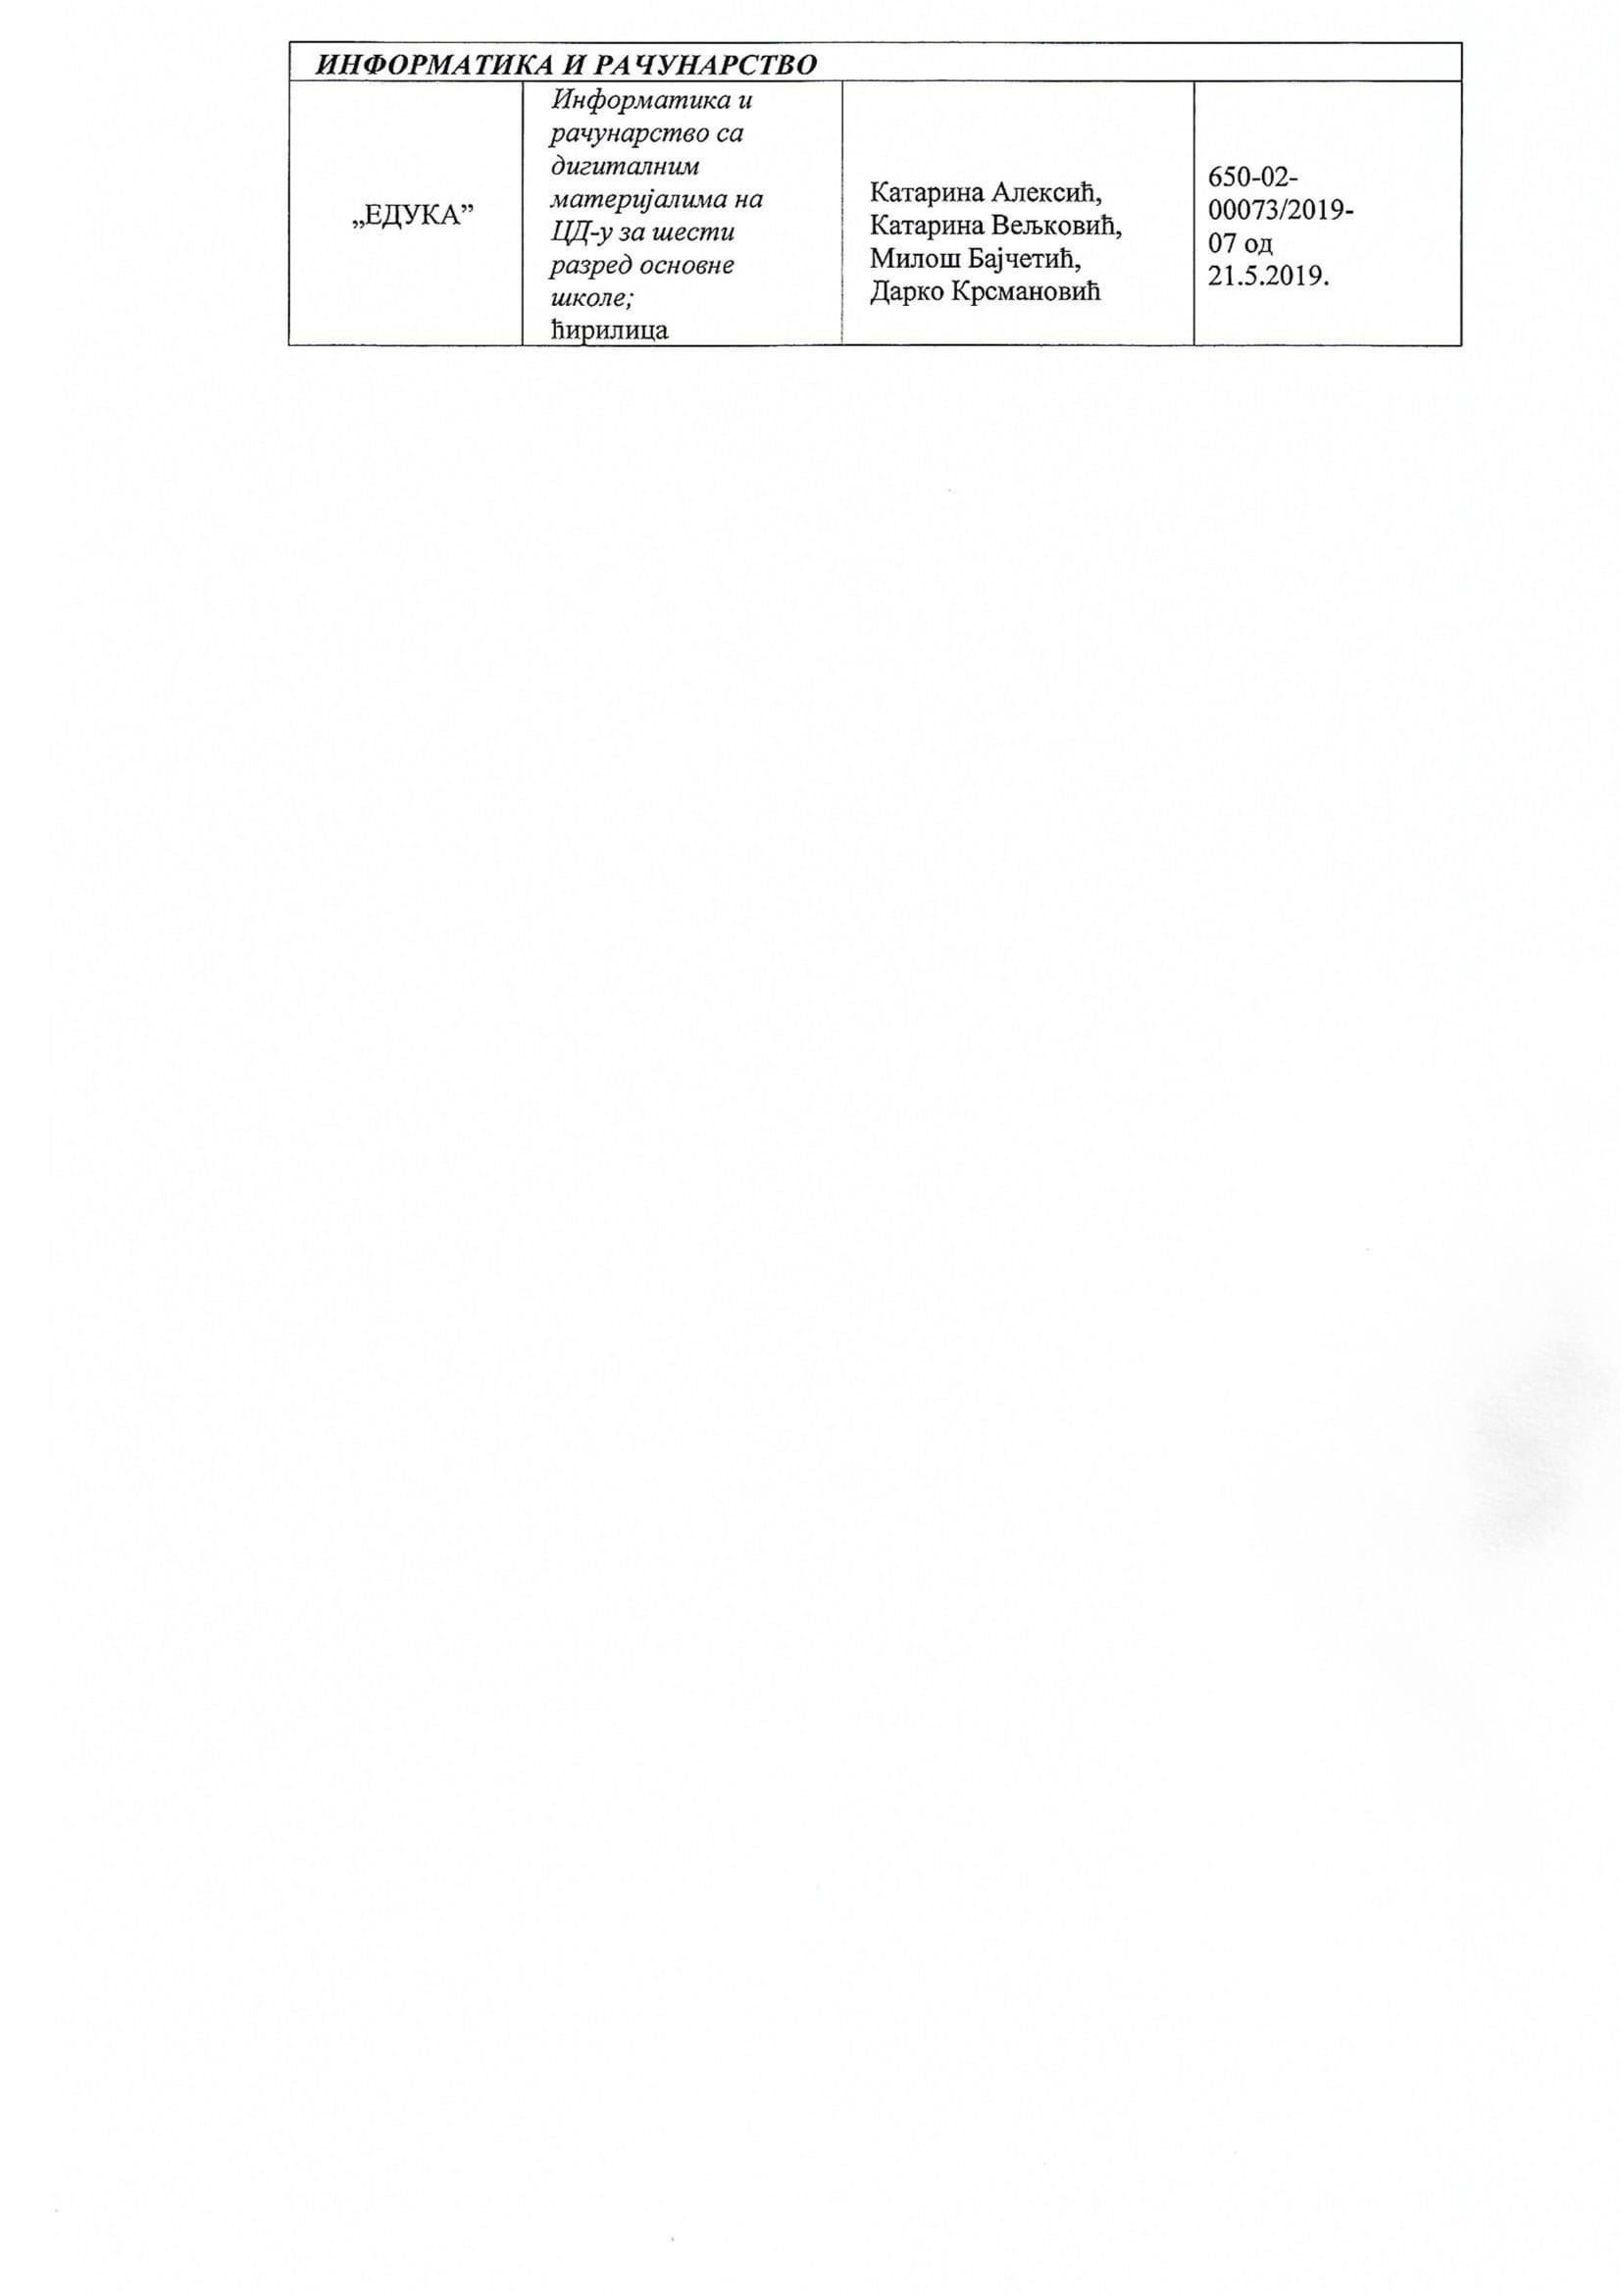 ИНФОРМАТИКА И РАЧУНАРСТВО
„ЕДУКА”
Информатика и
рачунарство са
дигиталним
материјалима на
ЦД-у за шести
разред основне
школе;
ћирилица
Катарина Алексић,
Катарина Вељковић,
Милош Бајчетић,
Дарко Крсмановић
650-02-
00073/2019-
07 од
21.5.2019.